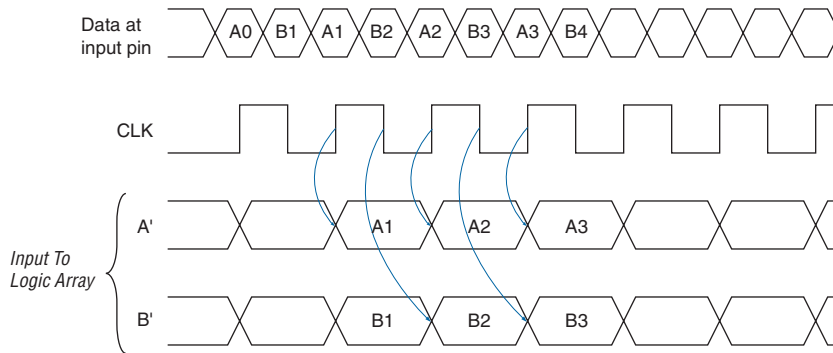 Data at
input pin
A0 B1 A1 B2 A2 B3 A3 B4
CLK
A' A1 A2 A3
Input To
Logic Array
B' B1 B2 B3